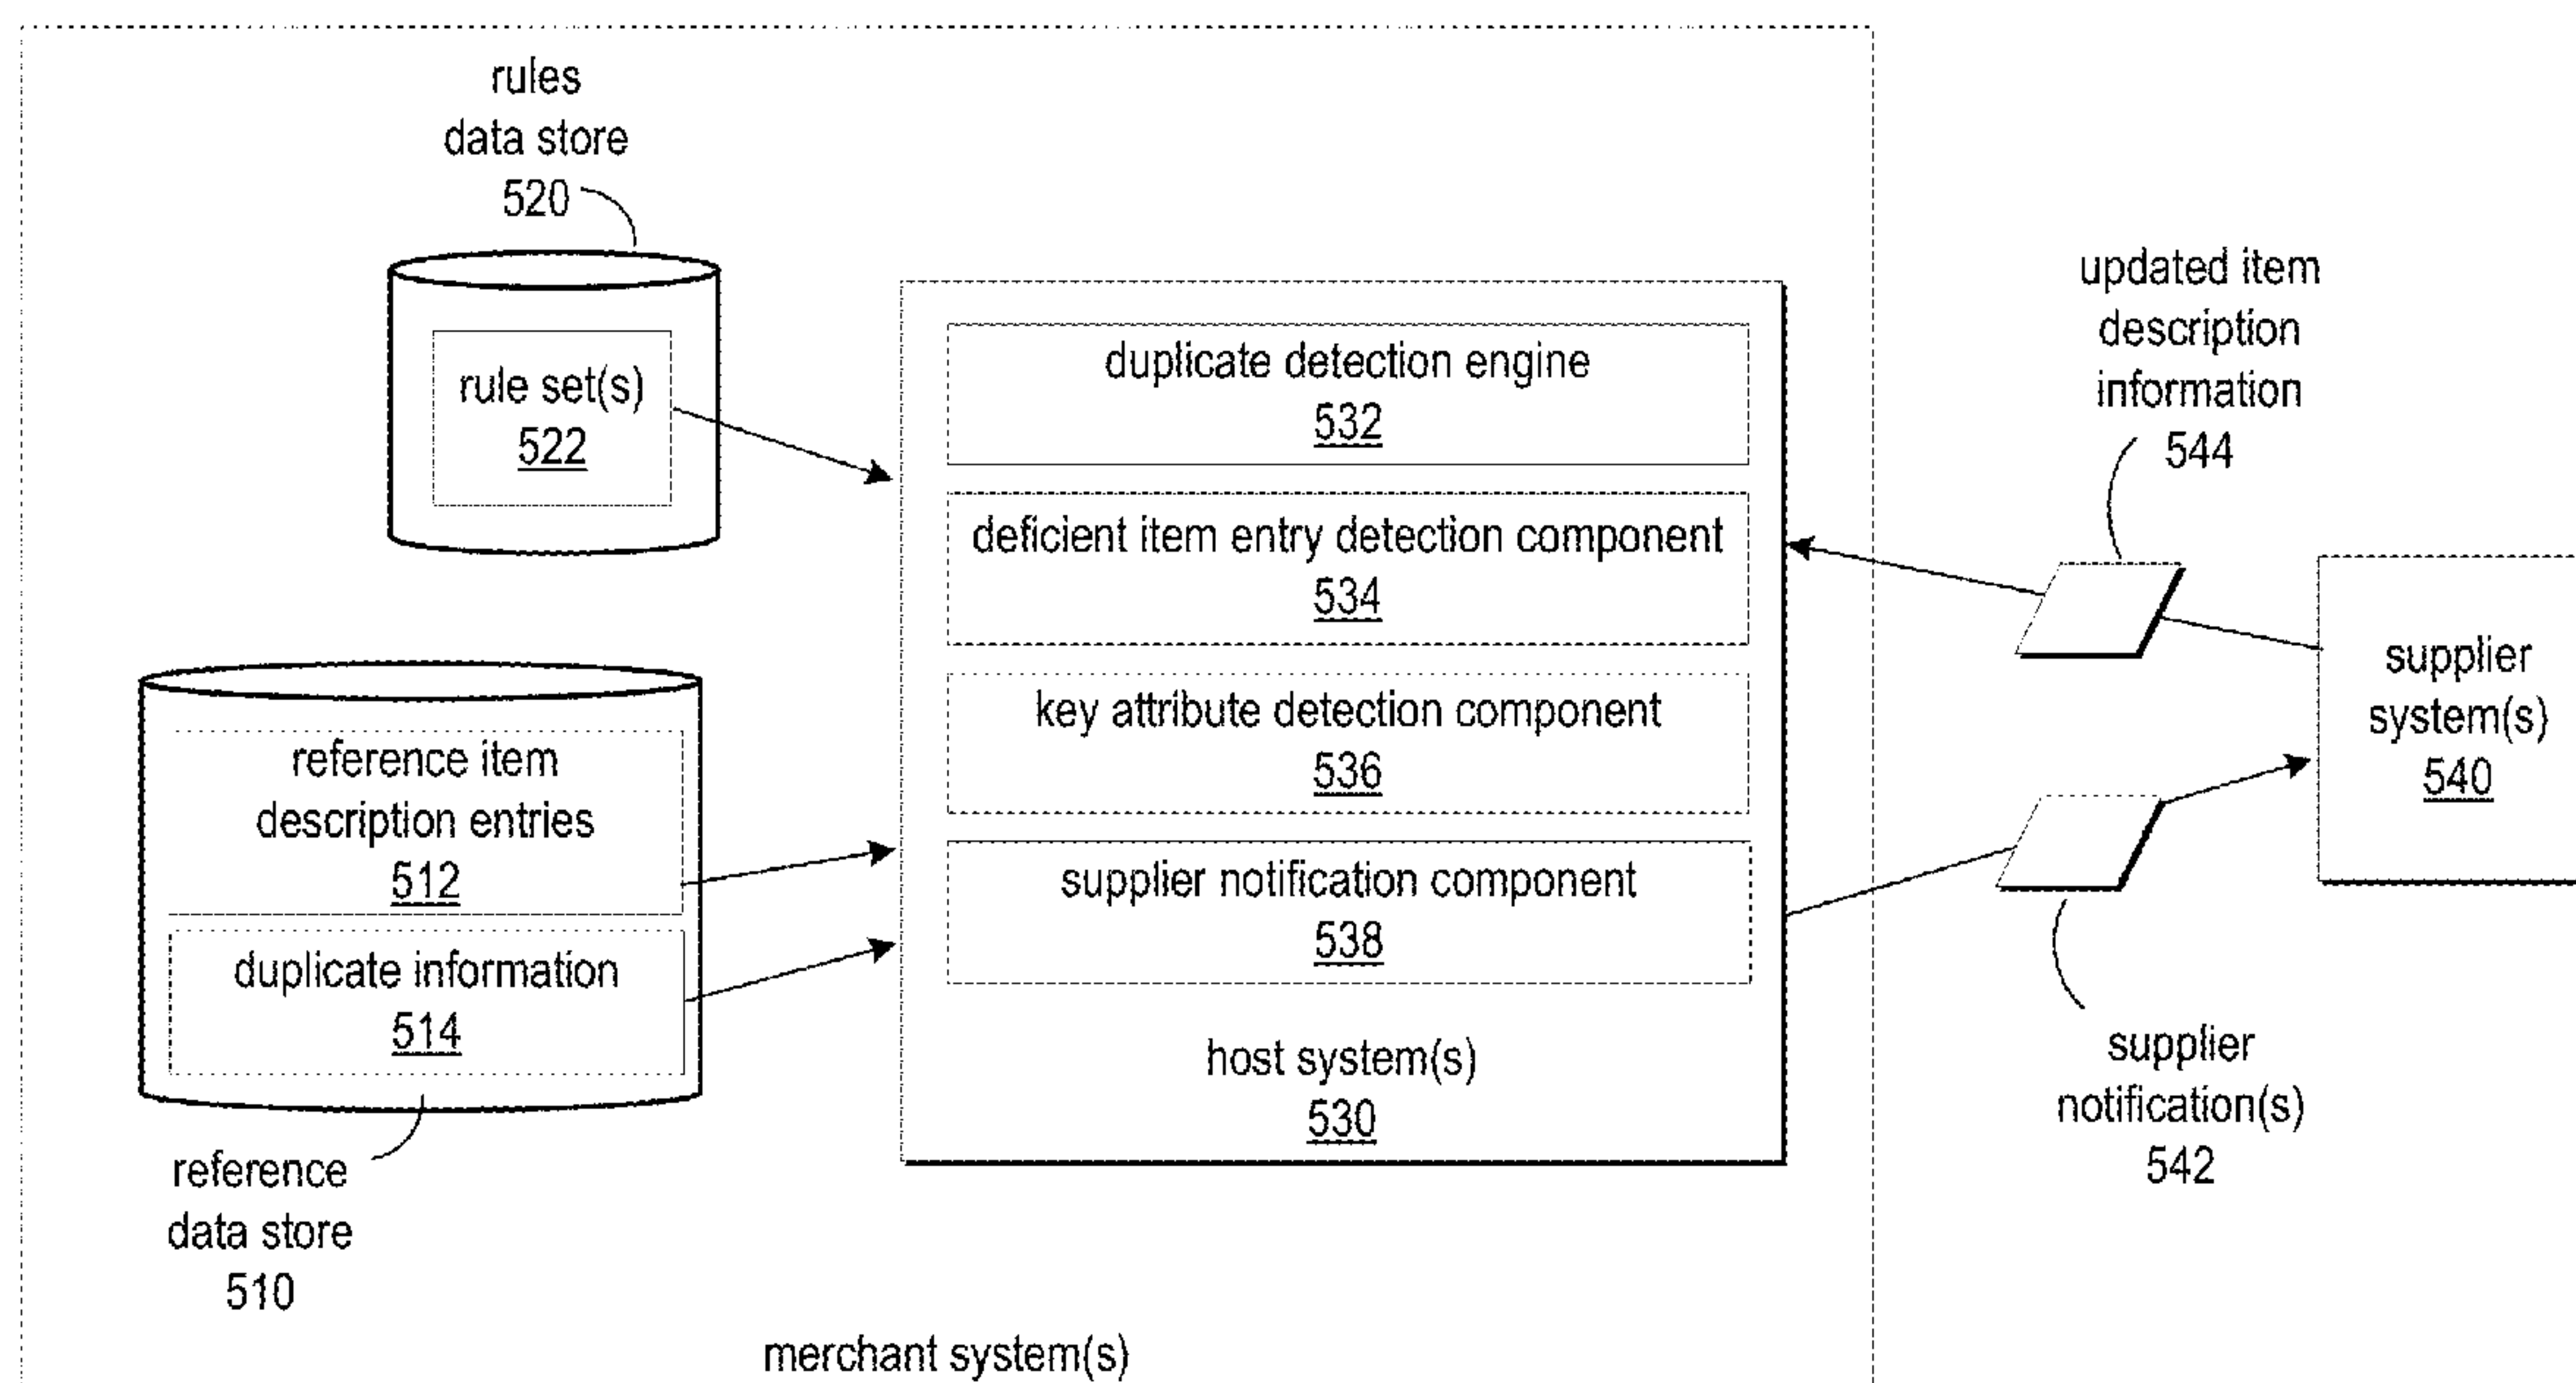 rules
data store
520
rule set(s)
522
reference item
description entries
512
duplicate information
514
reference
data store
510
duplicate detection engine
532
deficient item entry detection component
534
key attribute detection component
536
supplier notification component
538
host system(s)
530
merchant system(s)
updated item
description
information
544
supplier
system(s)
540
supplier
notification(s)
542